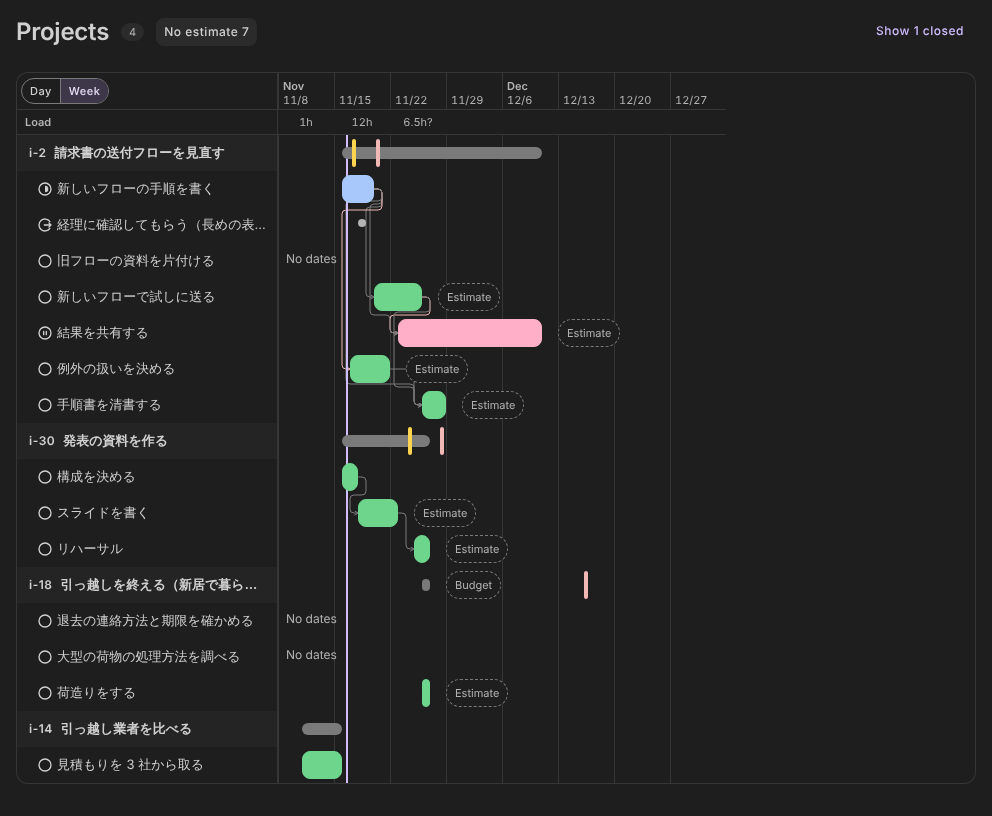 Projects 4 No estimate 7 Show 1 closed
Day Week Nov Dec
11/8 11/15 11/22 11/29 12/6 12/13 12/20 12/27
Load 1h 12h 6.5h?
i-2 請求書の送付フローを見直す
新しいフローの手順を書く
経理に確認してもらう（長めの表...
旧フローの資料を片付ける No dates
新しいフローで試しに送る Estimate
結果を共有する Estimate
例外の扱いを決める Estimate
手順書を清書する Estimate
i-30 発表の資料を作る
構成を決める
スライドを書く Estimate
リハーサル Estimate
i-18 引っ越しを終える（新居で暮ら... Budget
退去の連絡方法と期限を確かめる No dates
大型の荷物の処理方法を調べる No dates
荷造りをする Estimate
i-14 引っ越し業者を比べる
見積もりを 3 社から取る